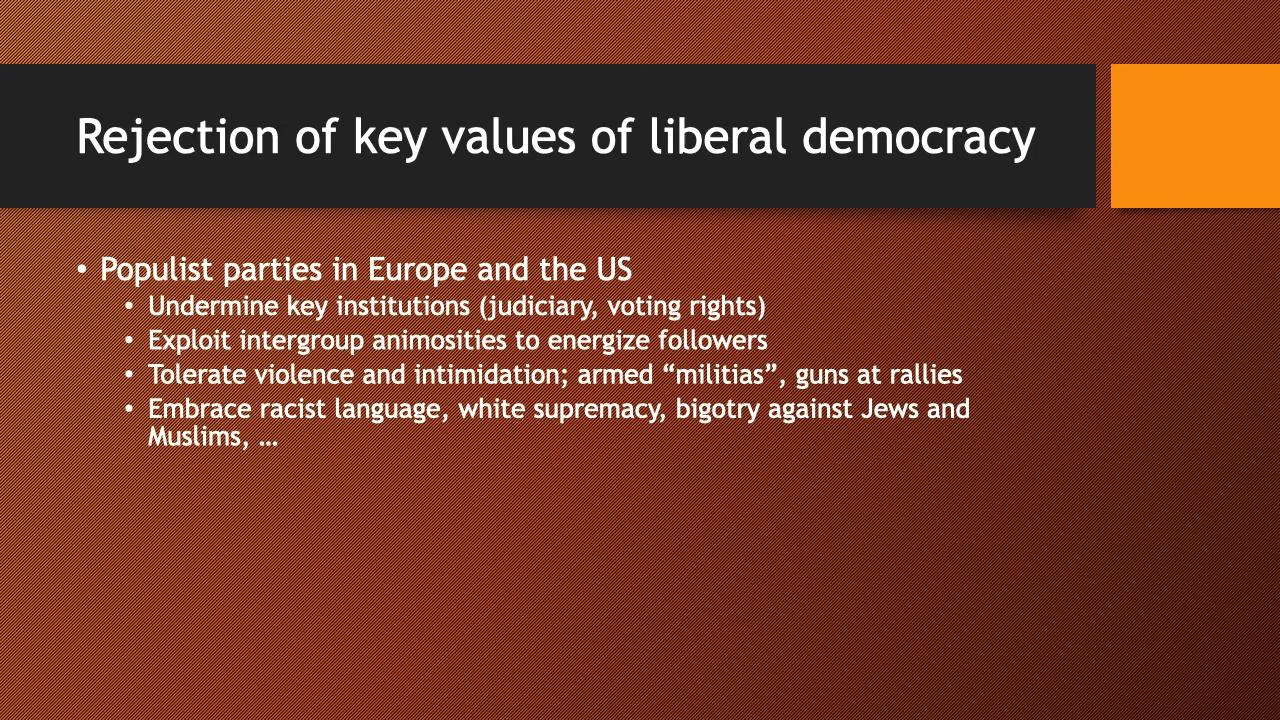 Rejection of key values of liberal democracy
• Populist parties in Europe and the US
• Undermine key institutions (judiciary, voting rights)
• Exploit intergroup animosities to energize followers
• Tolerate violence and intimidation; armed “militias”, guns at rallies
• Embrace racist language, white supremacy, bigotry against Jews and
Muslims, …